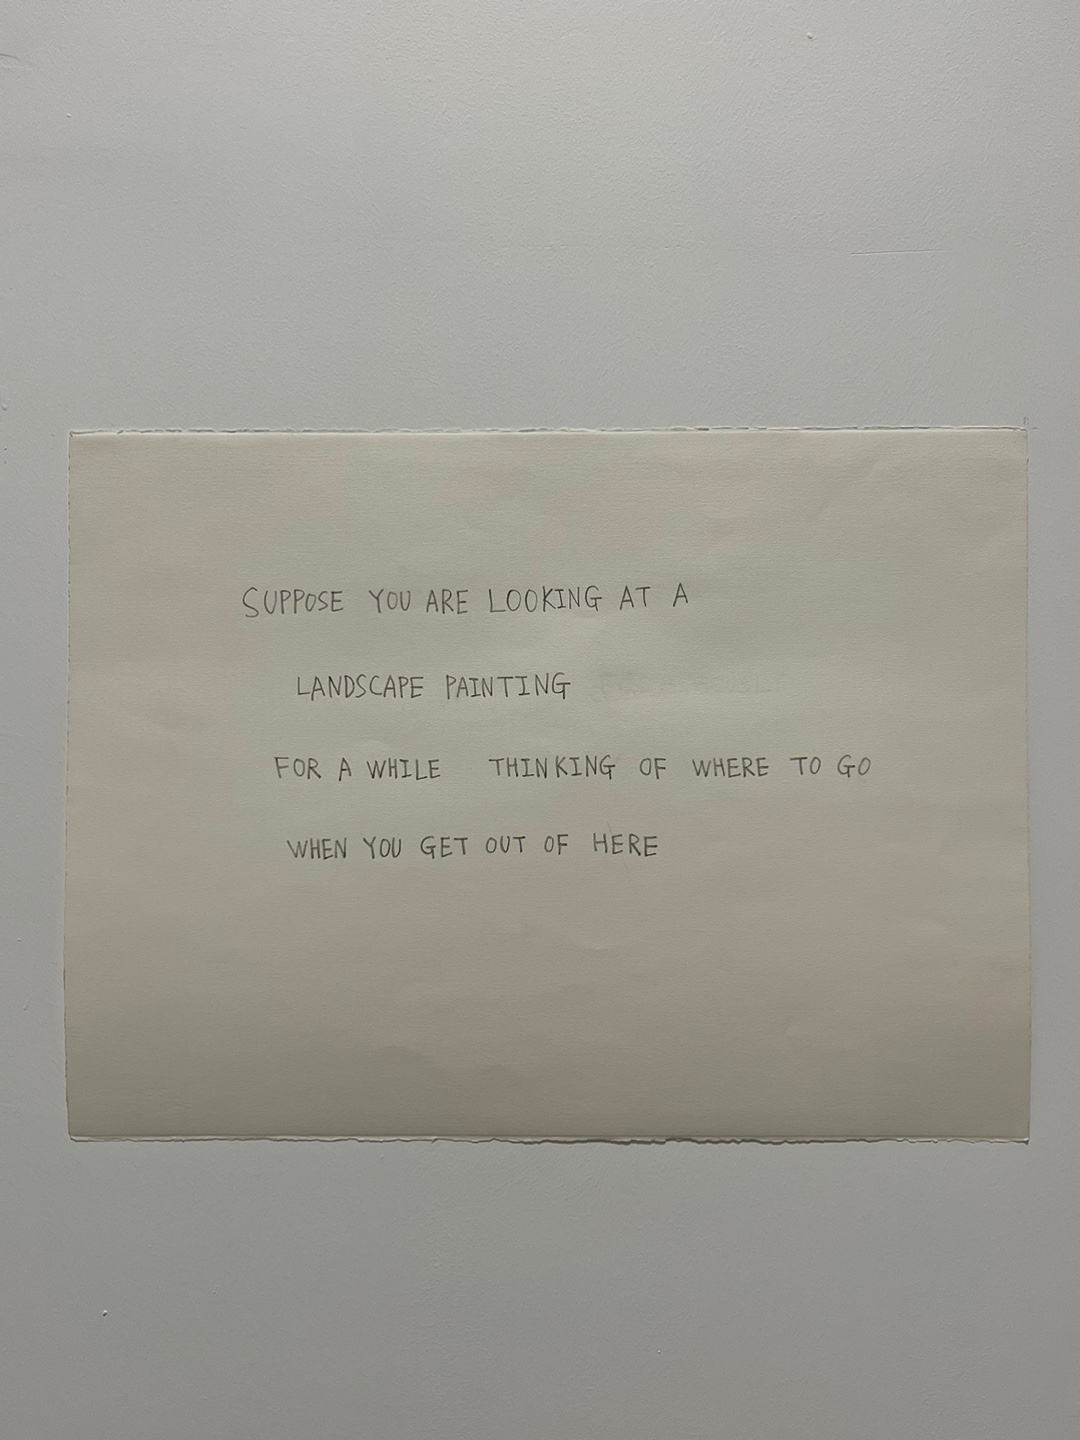 SUPPOSE YOU ARE LOOKING AT A
LANDSCAPE PAINTING
FOR A WHILE THINKING OF WHERE TO GO
WHEN YOU GET OUT OF HERE